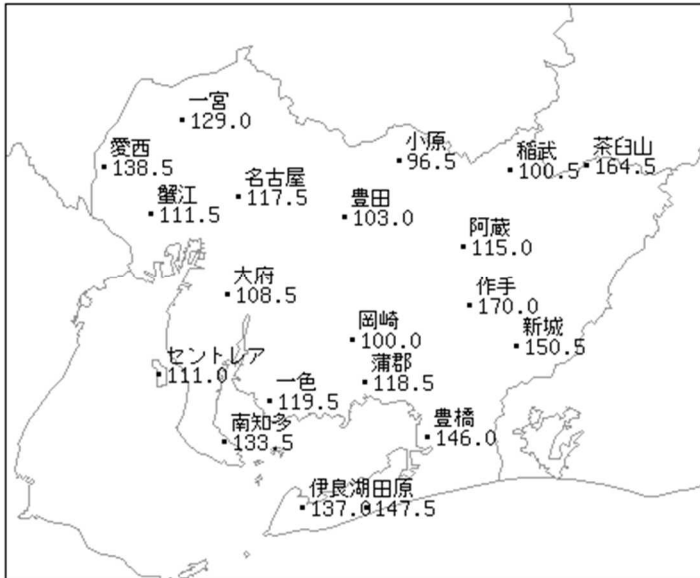 一宮
129.0
愛西
138.5
小原
96.5
稲武
100.5
茶臼山
164.5
名古屋
117.5
蟹江
111.5
豊田
103.0
阿蔵
115.0
大府
108.5
作手
170.0
岡崎
100.0
新城
150.5
セントレア
111.0
蒲郡
118.5
一色
119.5
南知多
133.5
豊橋
146.0
伊良湖
137.0
田原
147.5